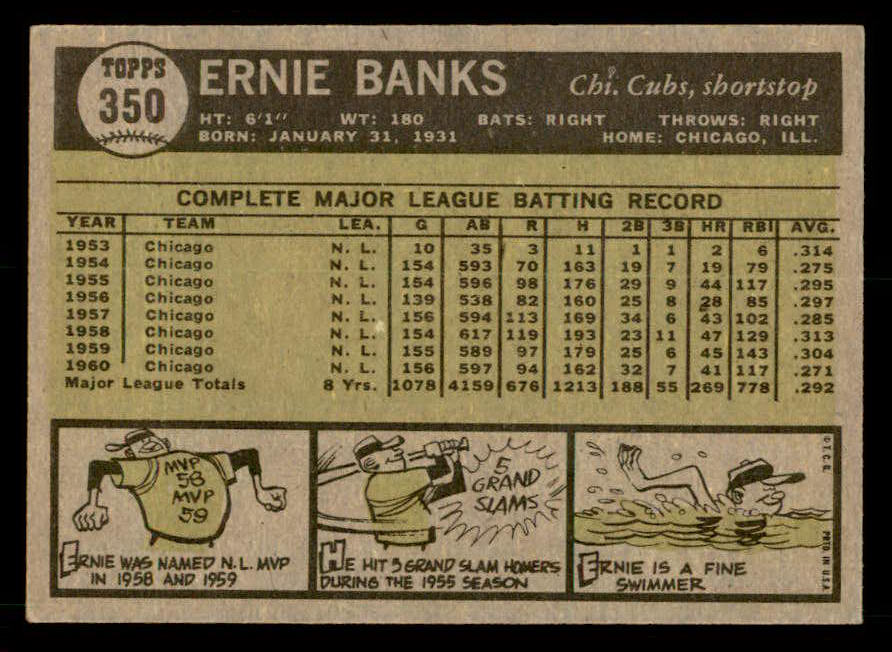 TOPPS
350
ERNIE BANKS Chi. Cubs, shortstop
HT: 6'1" WT: 180 BATS: RIGHT THROWS: RIGHT
BORN: JANUARY 31, 1931 HOME: CHICAGO, ILL.
COMPLETE MAJOR LEAGUE BATTING RECORD
YEAR TEAM LEA. G AB R H 2B 3B HR RBI AVG.
1953 Chicago N. L. 10 35 3 11 1 1 2 6 .314
1954 Chicago N. L. 154 593 70 163 19 7 19 79 .275
1955 Chicago N. L. 154 596 98 176 29 9 44 117 .295
1956 Chicago N. L. 139 538 82 160 25 8 28 85 .297
1957 Chicago N. L. 156 594 113 169 34 6 43 102 .285
1958 Chicago N. L. 154 617 119 193 23 11 47 129 .313
1959 Chicago N. L. 155 589 97 179 25 6 45 143 .304
1960 Chicago N. L. 156 597 94 162 32 7 41 117 .271
Major League Totals 8 Yrs. 1078 4159 676 1213 188 55 269 778 .292
MVP
58
MVP
59
ERNIE WAS NAMED N.L. MVP
IN 1958 AND 1959
5
GRAND
SLAMS
HE HIT 5 GRAND SLAM HOMERS
DURING THE 1955 SEASON
ERNIE IS A FINE
SWIMMER
© T.C.G.
PRTD. IN U.S.A.